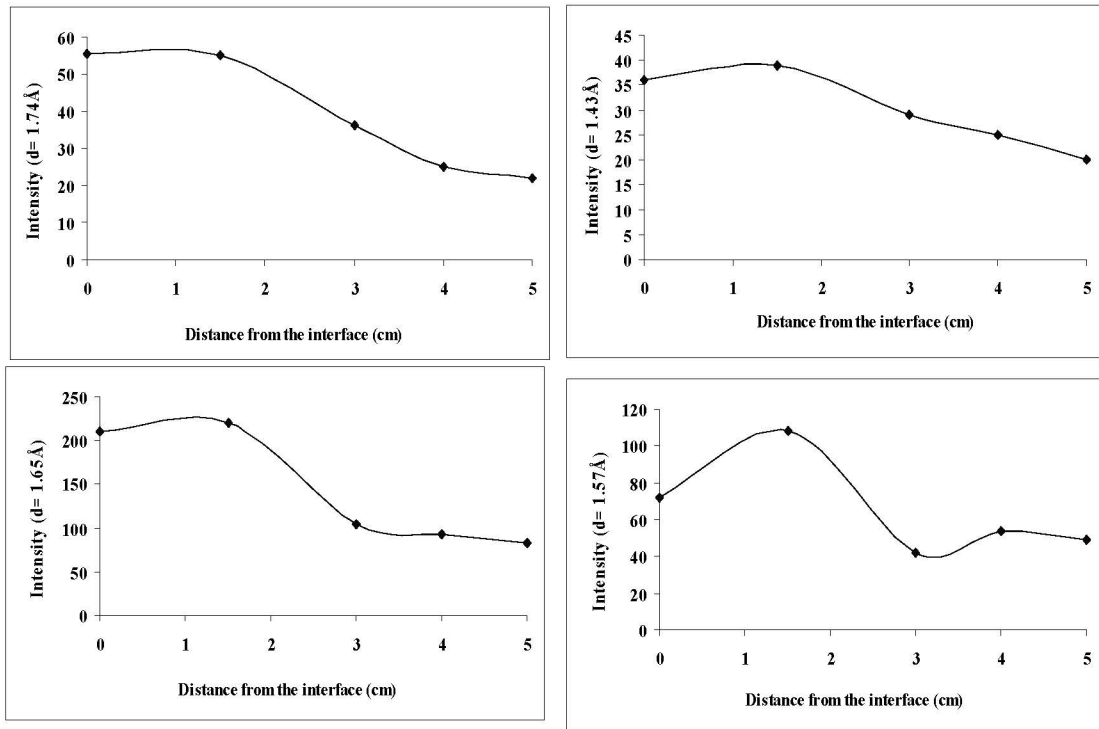 Intensity (d= 1.74Å)
60
50
40
30
20
10
0
0 1 2 3 4 5
Distance from the interface (cm)
Intensity (d= 1.43Å)
45
40
35
30
25
20
15
10
5
0
0 1 2 3 4 5
Distance from the interface (cm)
Intensity (d= 1.65Å)
250
200
150
100
50
0
0 1 2 3 4 5
Distance from the interface (cm)
Intensity (d= 1.57Å)
120
100
80
60
40
20
0
0 1 2 3 4 5
Distance from the interface (cm)